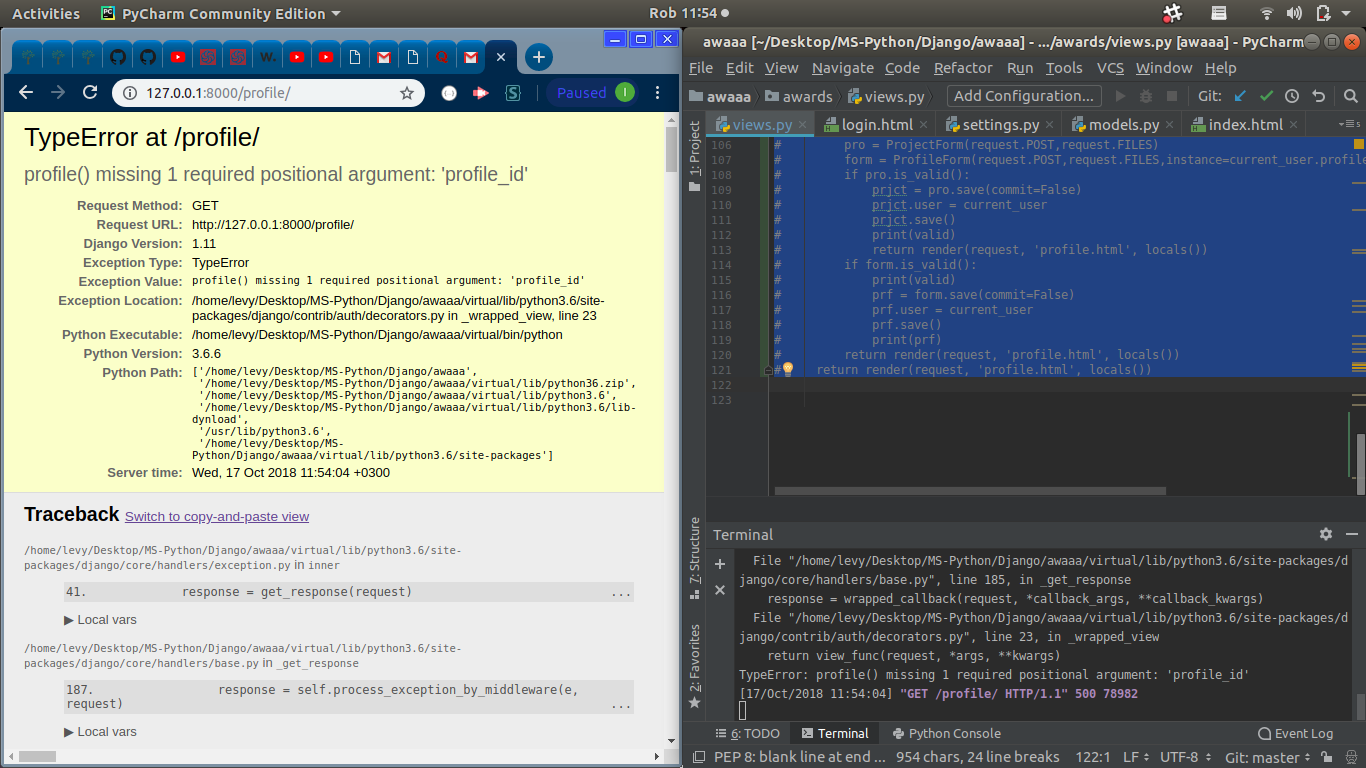 Activities
PyCharm Community Edition
Rob 11:54
W.
127.0.0.1:8000/profile/
Paused
I
TypeError at /profile/
profile() missing 1 required positional argument: 'profile_id'
Request Method: GET
Request URL: http://127.0.0.1:8000/profile/
Django Version: 1.11
Exception Type: TypeError
Exception Value: profile() missing 1 required positional argument: 'profile_id'
Exception Location: /home/levy/Desktop/MS-Python/Django/awaaa/virtual/lib/python3.6/site-
packages/django/contrib/auth/decorators.py in _wrapped_view, line 23
Python Executable: /home/levy/Desktop/MS-Python/Django/awaaa/virtual/bin/python
Python Version: 3.6.6
Python Path: ['/home/levy/Desktop/MS-Python/Django/awaaa',
'/home/levy/Desktop/MS-Python/Django/awaaa/virtual/lib/python36.zip',
'/home/levy/Desktop/MS-Python/Django/awaaa/virtual/lib/python3.6',
'/home/levy/Desktop/MS-Python/Django/awaaa/virtual/lib/python3.6/lib-
dynload',
'/usr/lib/python3.6',
'/home/levy/Desktop/MS-
Python/Django/awaaa/virtual/lib/python3.6/site-packages']
Server time: Wed, 17 Oct 2018 11:54:04 +0300
Traceback Switch to copy-and-paste view
/home/levy/Desktop/MS-Python/Django/awaaa/virtual/lib/python3.6/site-
packages/django/core/handlers/exception.py in inner
41. response = get_response(request) ...
▶ Local vars
/home/levy/Desktop/MS-Python/Django/awaaa/virtual/lib/python3.6/site-
packages/django/core/handlers/base.py in _get_response
187. response = self.process_exception_by_middleware(e,
request) ...
▶ Local vars
awaaa [~/Desktop/MS-Python/Django/awaaa] - .../awards/views.py [awaaa] - PyCharm
File Edit View Navigate Code Refactor Run Tools VCS Window Help
awaaa awards views.py Add Configuration... Git:
views.py login.html settings.py models.py index.html
1: Project
106 # pro = ProjectForm(request.POST,request.FILES)
107 # form = ProfileForm(request.POST,request.FILES,instance=current_user.profile
108 # if pro.is_valid():
109 # prjct = pro.save(commit=False)
110 # prjct.user = current_user
111 # prjct.save()
112 # print(valid)
113 # return render(request, 'profile.html', locals())
114 # if form.is_valid():
115 # print(valid)
116 # prf = form.save(commit=False)
117 # prf.user = current_user
118 # prf.save()
119 # print(prf)
120 # return render(request, 'profile.html', locals())
121 # return render(request, 'profile.html', locals())
122
123
7: Structure
2: Favorites
Terminal
File "/home/levy/Desktop/MS-Python/Django/awaaa/virtual/lib/python3.6/site-packages/d
jango/core/handlers/base.py", line 185, in _get_response
response = wrapped_callback(request, *callback_args, **callback_kwargs)
File "/home/levy/Desktop/MS-Python/Django/awaaa/virtual/lib/python3.6/site-packages/d
jango/contrib/auth/decorators.py", line 23, in _wrapped_view
return view_func(request, *args, **kwargs)
TypeError: profile() missing 1 required positional argument: 'profile_id'
[17/Oct/2018 11:54:04] "GET /profile/ HTTP/1.1" 500 78982
6: TODO Terminal Python Console Event Log
PEP 8: blank line at end ... 954 chars, 24 line breaks 122:1 LF UTF-8 Git: master